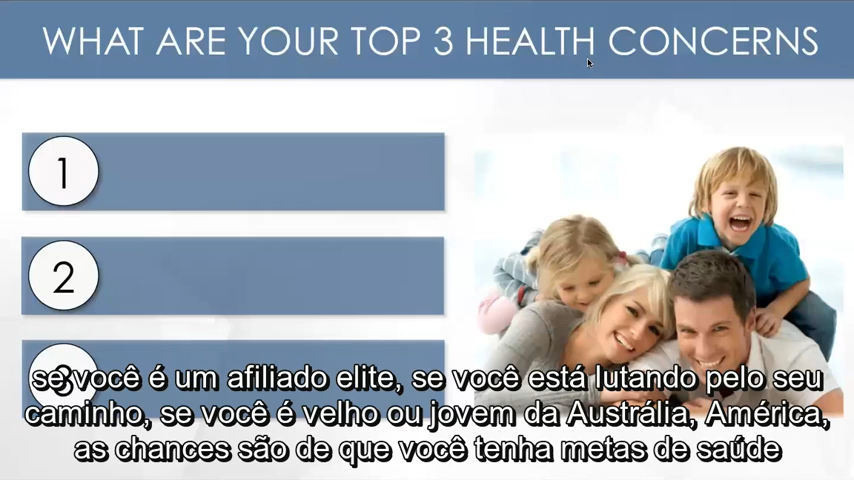 WHAT ARE YOUR TOP 3 HEALTH CONCERNS
1
2
3
se você é um afiliado elite, se você está lutando pelo seu
caminho, se você é velho ou jovem da Austrália, América,
as chances são de que você tenha metas de saúde